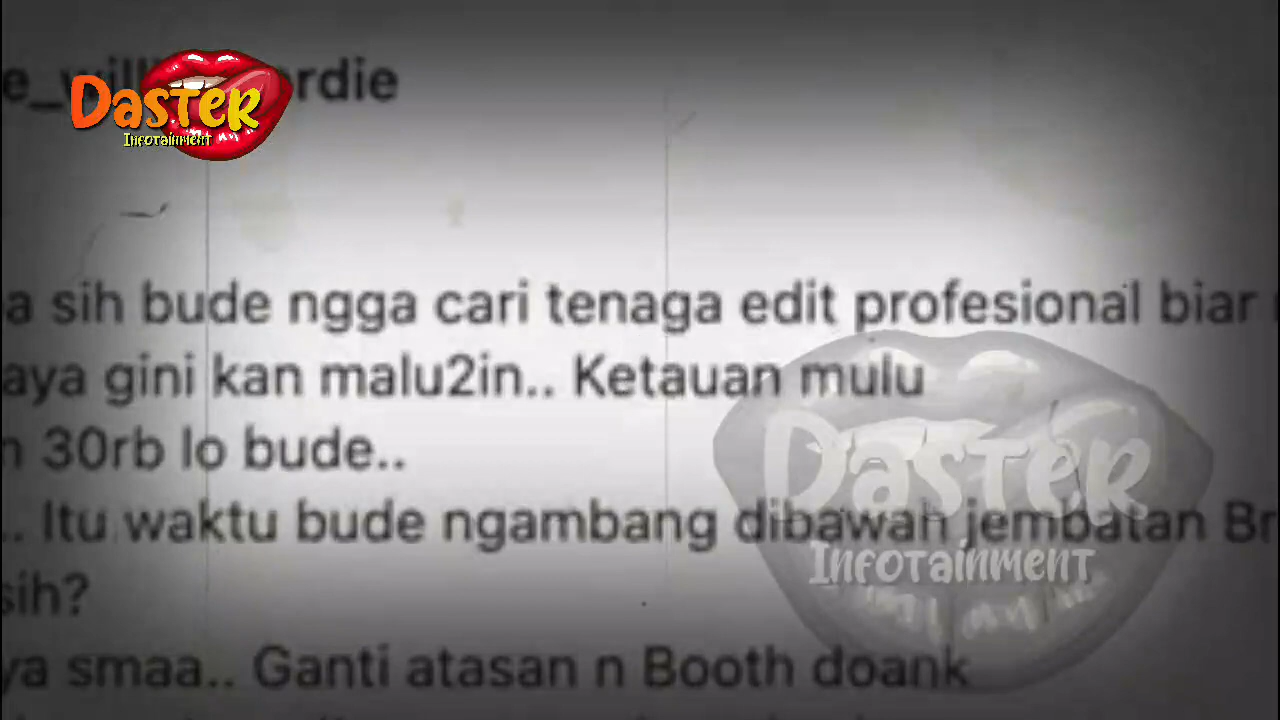 DaSTER
Infotainment
ordie
a sih bude ngga cari tenaga edit profesional biar
aya gini kan malu2in.. Ketauan mulu
n 30rb lo bude..
.. Itu waktu bude ngambang dibawah jembatan Br
sih?
ya smaa.. Ganti atasan n Booth doank
DaSTER
Infotainment